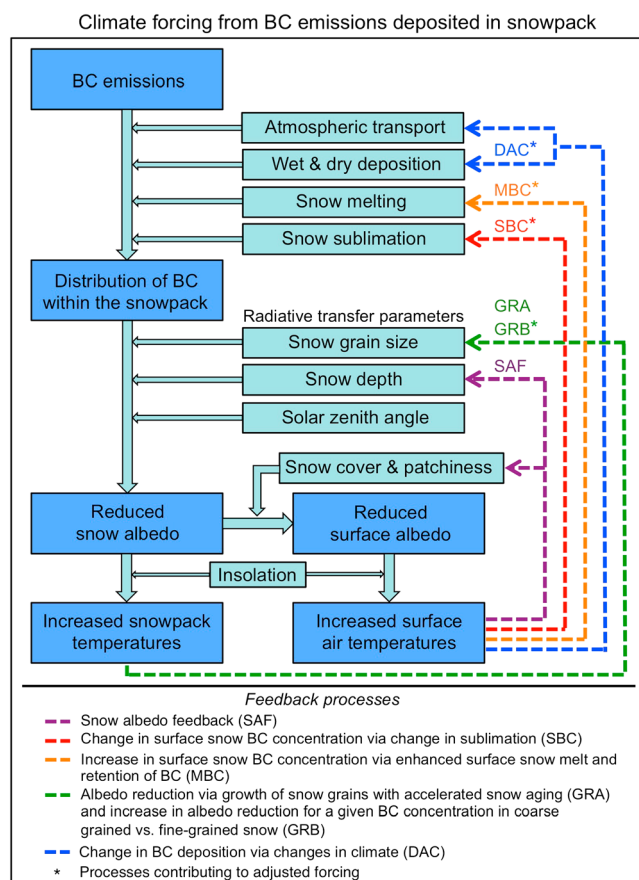 Climate forcing from BC emissions deposited in snowpack
BC emissions
Atmospheric transport
DAC*
Wet & dry deposition
MBC*
Snow melting
SBC*
Snow sublimation
Distribution of BC
within the snowpack
Radiative transfer parameters
GRA
GRB*
Snow grain size
SAF
Snow depth
Solar zenith angle
Snow cover & patchiness
Reduced
snow albedo
Reduced
surface albedo
Insolation
Increased snowpack
temperatures
Increased surface
air temperatures
Feedback processes
Snow albedo feedback (SAF)
Change in surface snow BC concentration via change in sublimation (SBC)
Increase in surface snow BC concentration via enhanced surface snow melt and
retention of BC (MBC)
Albedo reduction via growth of snow grains with accelerated snow aging (GRA)
and increase in albedo reduction for a given BC concentration in coarse
grained vs. fine-grained snow (GRB)
Change in BC deposition via changes in climate (DAC)
* Processes contributing to adjusted forcing